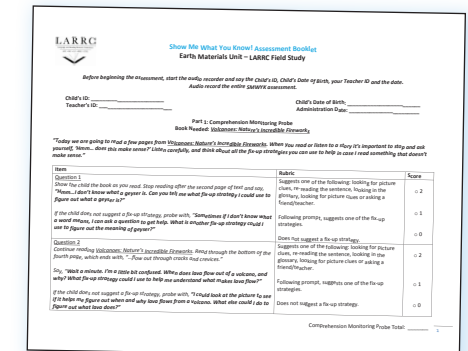 LARRC
Show Me What You Know! Assessment Booklet
Earth Materials Unit – LARRC Field Study
Before beginning the assessment, start the audio recorder and say the Child's ID, Child's Date of Birth, your Teacher ID and the date.
Audio record the entire SMWYK assessment.
Child's ID: ____________________
Child's Date of Birth: ____________________
Teacher's ID: ____________________
Administration Date: ____________________
Part 1: Comprehension Monitoring Probe
Book Needed: Volcanoes: Nature's Incredible Fireworks
"Today we are going to read a few pages from Volcanoes: Nature's Incredible Fireworks. When you read or listen to a story it's important to stop and ask
yourself, 'Hmm...does this make sense?' Listen carefully, and think about all the fix-up strategies you can use to help in case I read something that doesn't
make sense."
Item
Rubric
Score
Question 1
Show the child the book as you read. Stop reading after the second page of text and say,
"Hmm...I don't know what a geyser is. Can you tell me what fix-up strategy I could use to
figure out what a geyser is?"
If the child does not suggest a fix-up strategy, probe with, "Sometimes if I don't know what
a word means, I can ask a question to get help. What is another fix-up strategy could I
use to figure out the meaning of geyser?"
Suggests one of the following: looking for picture
clues, re-reading the sentence, looking in the
glossary, looking for picture clues or asking a
friend/teacher.
○ 2
Following prompt, suggests one of the fix-up
strategies.
○ 1
Does not suggest a fix-up strategy.
○ 0
Question 2
Continue reading Volcanoes: Nature's Incredible Fireworks. Read through the bottom of the
fourth page, which ends with, "...flow out through cracks and crevices."
Say, "Wait a minute. I'm a little bit confused. When does lava flow out of a volcano, and
why? What fix-up strategy could I use to help me understand what makes lava flow?"
If the child does not suggest a fix-up strategy, probe with, "I could look at the picture to see
if it helps me figure out when and why lava flows from a volcano. What else could I do to
figure out what lava does?"
Suggests one of the following: looking for Picture
clues, re-reading the sentence, looking in the
glossary, looking for picture clues or asking a
friend/teacher.
○ 2
Following prompt, suggests one of the fix-up
strategies.
○ 1
Does not suggest a fix-up strategy.
○ 0
Comprehension Monitoring Probe Total: ______